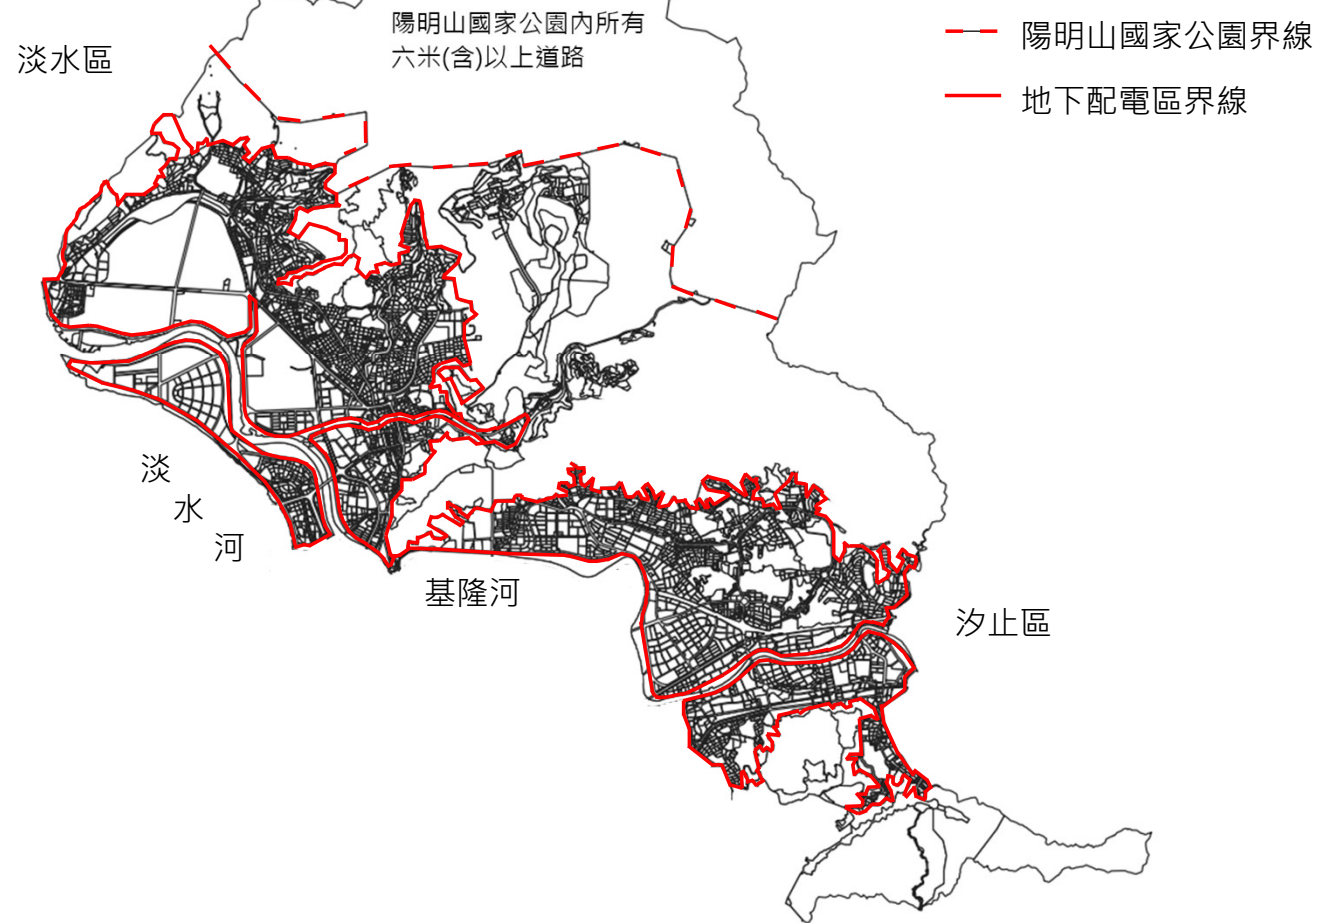 陽明山國家公園內所有
六米(含)以上道路
陽明山國家公園界線
地下配電區界線
淡水區
淡
水
河
基隆河
汐止區